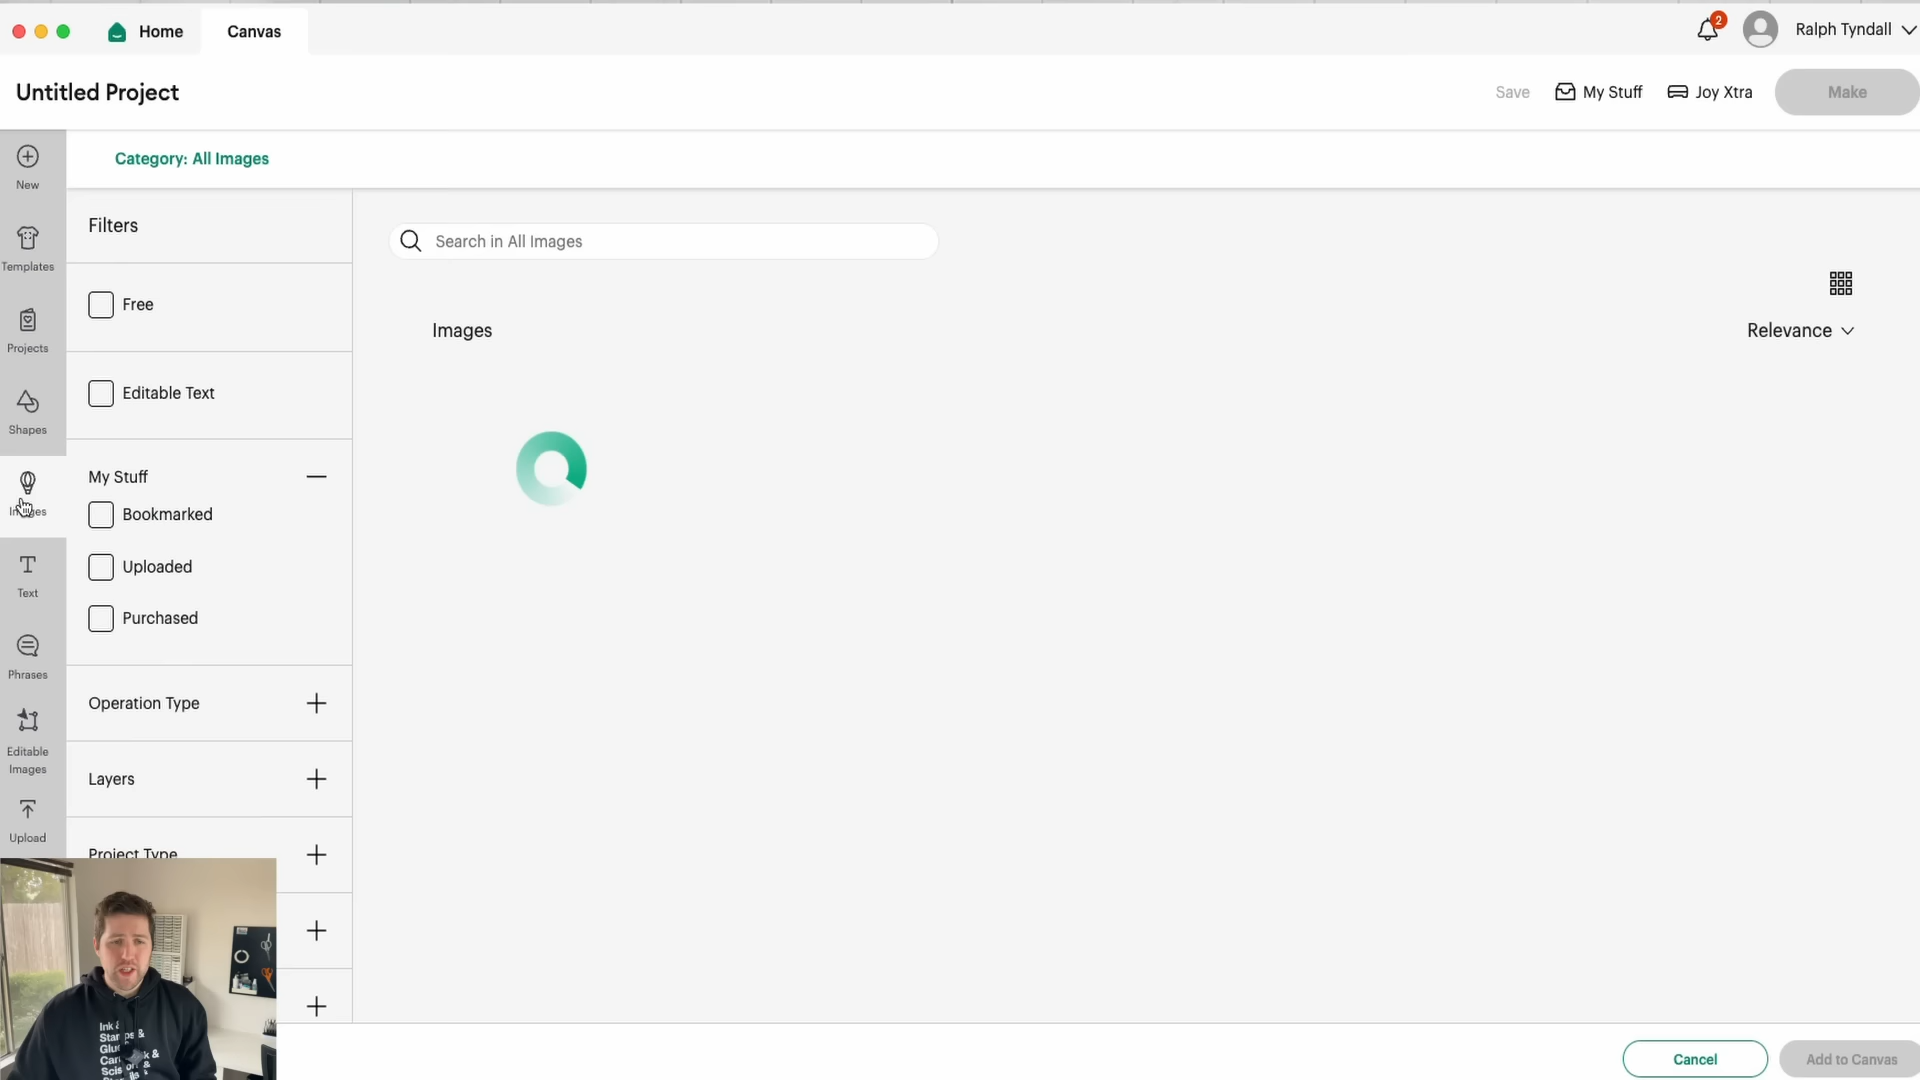 Home
Canvas
2
Ralph Tyndall
Untitled Project
Save
My Stuff
Joy Xtra
Make
Category: All Images
New
Templates
Projects
Shapes
Text
Phrases
Editable
Images
Upload
Filters
Free
Editable Text
My Stuff
Bookmarked
Uploaded
Purchased
Operation Type
Layers
Project Type
Search in All Images
Images
Relevance
Ink &
Cancel
Add to Canvas